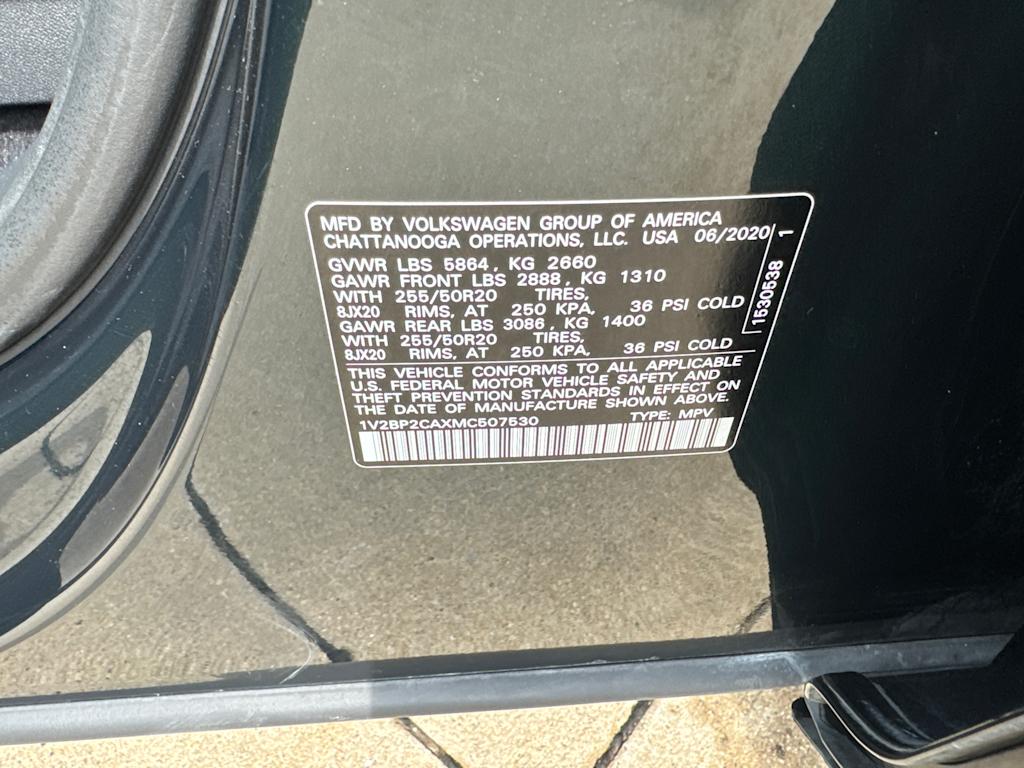 MFD BY VOLKSWAGEN GROUP OF AMERICA
CHATTANOOGA OPERATIONS, LLC. USA 06/2020
GVWR LBS 5864, KG 2660
GAWR FRONT LBS 2888, KG 1310
WITH 255/50R20 TIRES,
8JX20 RIMS, AT 250 KPA, 36 PSI COLD
GAWR REAR LBS 3086, KG 1400
WITH 255/50R20 TIRES,
8JX20 RIMS, AT 250 KPA, 36 PSI COLD
THIS VEHICLE CONFORMS TO ALL APPLICABLE
U.S. FEDERAL MOTOR VEHICLE SAFETY AND
THEFT PREVENTION STANDARDS IN EFFECT ON
THE DATE OF MANUFACTURE SHOWN ABOVE.
1V2BP2CAXMC507530 TYPE: MPV
1530538 1